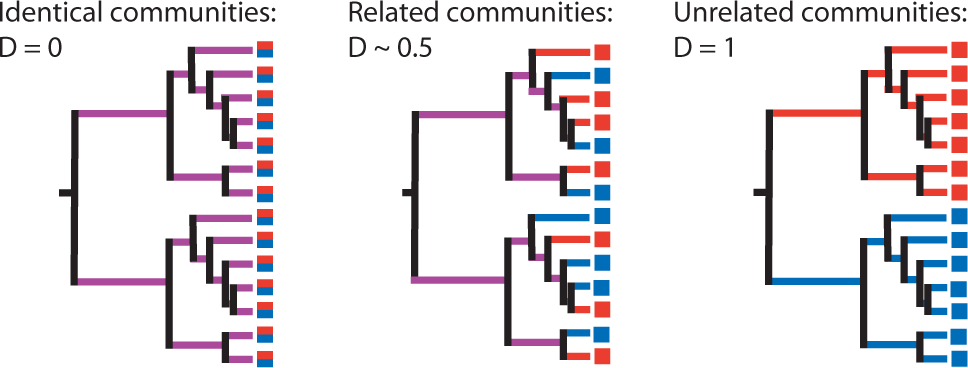 Identical communities:
D = 0
Related communities:
D ~ 0.5
Unrelated communities:
D = 1